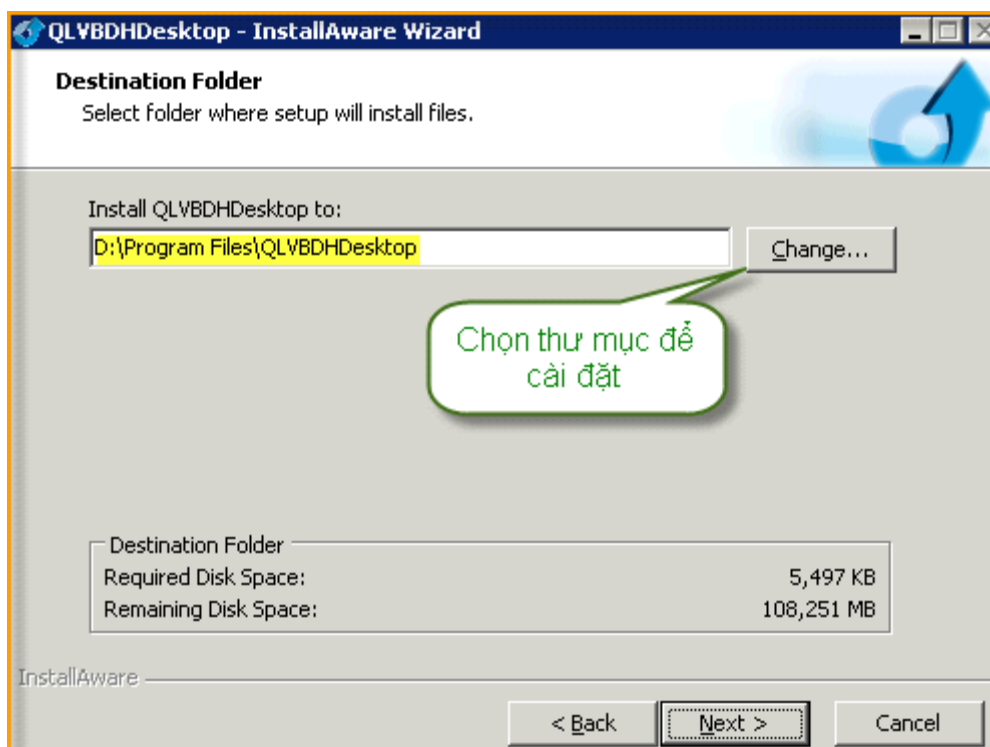 QLVBDHDesktop - InstallAware Wizard
Destination Folder
Select folder where setup will install files.
Install QLVBDHDesktop to:
D:\Program Files\QLVBDHDesktop
Change...
Chọn thư mục để
cài đặt
Destination Folder
Required Disk Space: 5,497 KB
Remaining Disk Space: 108,251 MB
InstallAware
< Back Next > Cancel